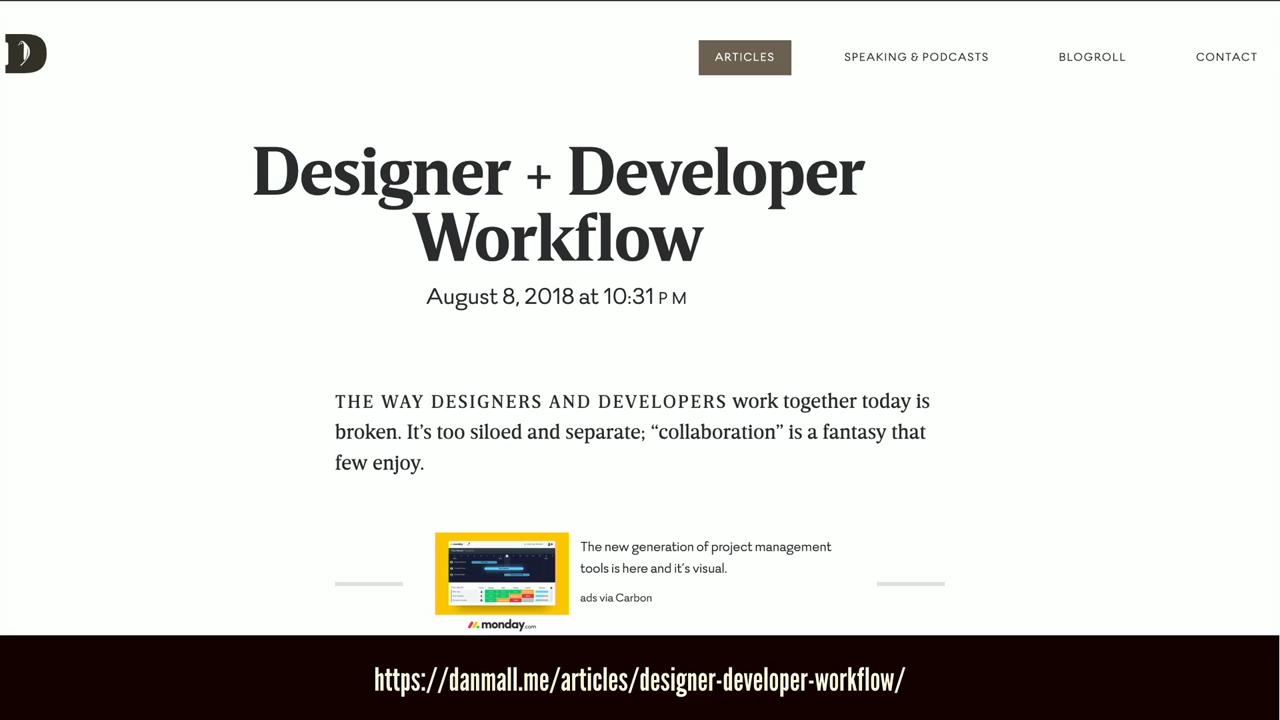 D
ARTICLES
SPEAKING & PODCASTS
BLOGROLL
CONTACT
Designer + Developer
Workflow
August 8, 2018 at 10:31 PM
THE WAY DESIGNERS AND DEVELOPERS work together today is
broken. It’s too siloed and separate; “collaboration” is a fantasy that
few enjoy.
The new generation of project management
tools is here and it’s visual.
ads via Carbon
monday.com
https://danmall.me/articles/designer-developer-workflow/